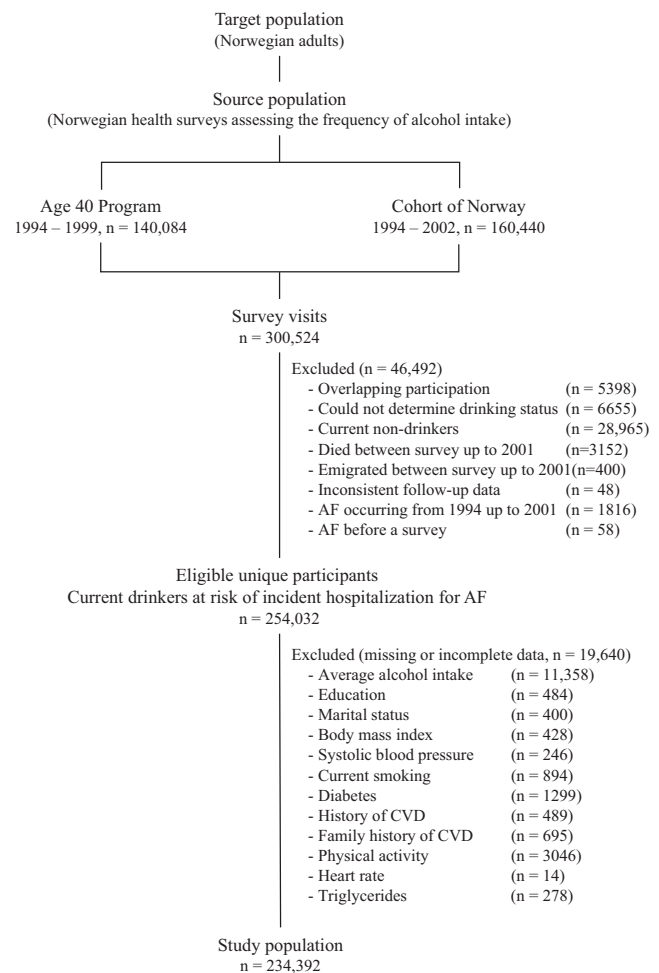 Target population
(Norwegian adults)
Source population
(Norwegian health surveys assessing the frequency of alcohol intake)
Age 40 Program
1994 – 1999, n = 140,084
Cohort of Norway
1994 – 2002, n = 160,440
Survey visits
n = 300,524
Excluded (n = 46,492)
- Overlapping participation (n = 5398)
- Could not determine drinking status (n = 6655)
- Current non-drinkers (n = 28,965)
- Died between survey up to 2001 (n=3152)
- Emigrated between survey up to 2001(n=400)
- Inconsistent follow-up data (n = 48)
- AF occurring from 1994 up to 2001 (n = 1816)
- AF before a survey (n = 58)
Eligible unique participants
Current drinkers at risk of incident hospitalization for AF
n = 254,032
Excluded (missing or incomplete data, n = 19,640)
- Average alcohol intake (n = 11,358)
- Education (n = 484)
- Marital status (n = 400)
- Body mass index (n = 428)
- Systolic blood pressure (n = 246)
- Current smoking (n = 894)
- Diabetes (n = 1299)
- History of CVD (n = 489)
- Family history of CVD (n = 695)
- Physical activity (n = 3046)
- Heart rate (n = 14)
- Triglycerides (n = 278)
Study population
n = 234,392